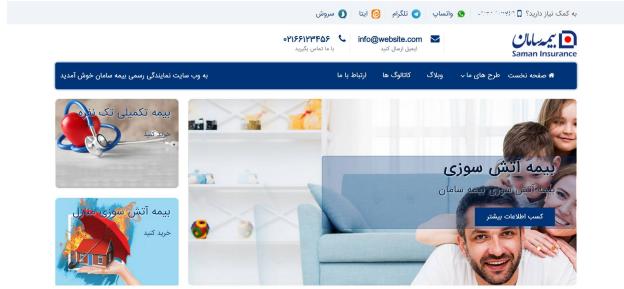 به کمک نیاز دارید؟ واتساپ تلگرام ایتا سروش
بیمه سامان
Saman Insurance
info@website.com
ایمیل ارسال کنید
۰۲۱۶۶۱۲۳۴۵۶
با ما تماس بگیرید
صفحه نخست طرح های ما وبلاگ کاتالوگ ها ارتباط با ما
به وب سایت نمایندگی رسمی بیمه سامان خوش آمدید
بیمه آتش سوزی
بیمه آتش سوزی بیمه سامان
کسب اطلاعات بیشتر
بیمه تکمیلی تک نفره
خرید کنید
بیمه آتش سوزی منازل
خرید کنید